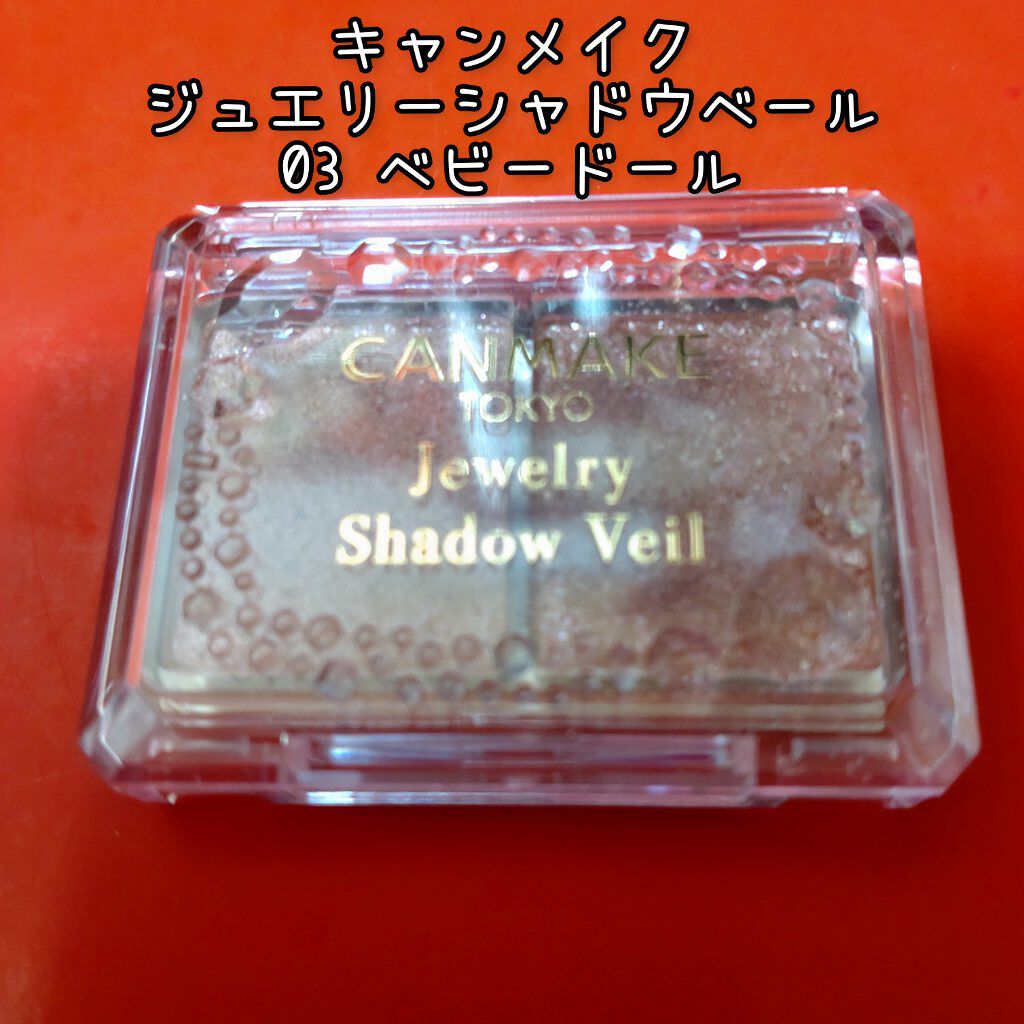 キャンメイク
ジュエリーシャドウベール
03 ベビードール
CANMAKE
TOKYO
Jewelry
Shadow Veil